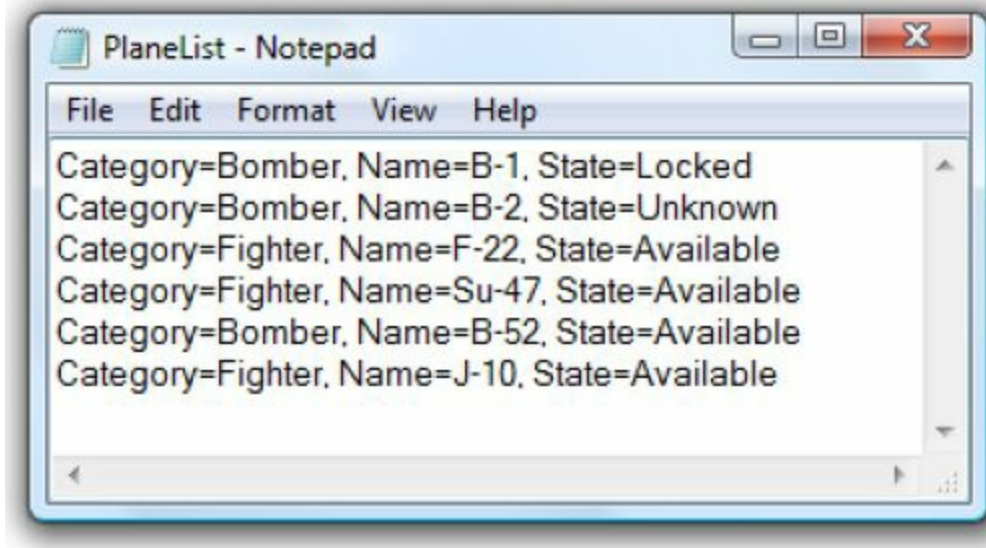 PlaneList - Notepad
File Edit Format View Help
Category=Bomber, Name=B-1, State=Locked
Category=Bomber, Name=B-2, State=Unknown
Category=Fighter, Name=F-22, State=Available
Category=Fighter, Name=Su-47, State=Available
Category=Bomber, Name=B-52, State=Available
Category=Fighter, Name=J-10, State=Available